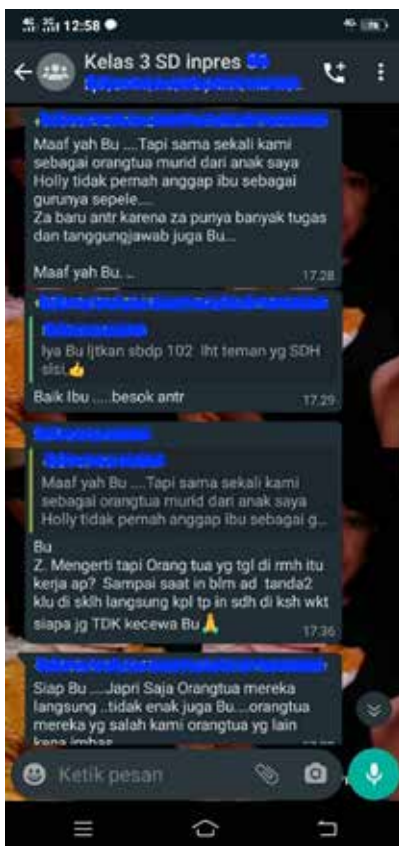 12:58
Kelas 3 SD inpres
Maaf yah Bu ....Tapi sama sekali kami
sebagai orangtua murid dari anak saya
Holly tidak pernah anggap ibu sebagai
gurunya sepele....
Za baru antr karena za punya banyak tugas
dan tanggungjawab juga Bu...
Maaf yah Bu....
17.28
Iya Bu ljtkan sbdp 102 lht teman yg SDH
sisi.👍
Baik Ibu .....besok antr
17.29
Maaf yah Bu ....Tapi sama sekali kami
sebagai orangtua murid dari anak saya
Holly tidak pernah anggap ibu sebagai g...
Bu
Z. Mengerti tapi Orang tua yg tgl di rmh itu
kerja ap? Sampai saat in blm ad tanda2
klu di sklh langsung kpl tp in sdh di ksh wkt
siapa jg TDK kecewa Bu🙏
17.36
Siap Bu ....Japri Saja Orangtua mereka
langsung ..tidak enak juga Bu....orangtua
mereka yg salah kami orangtua yg lain
kena imbas
Ketik pesan